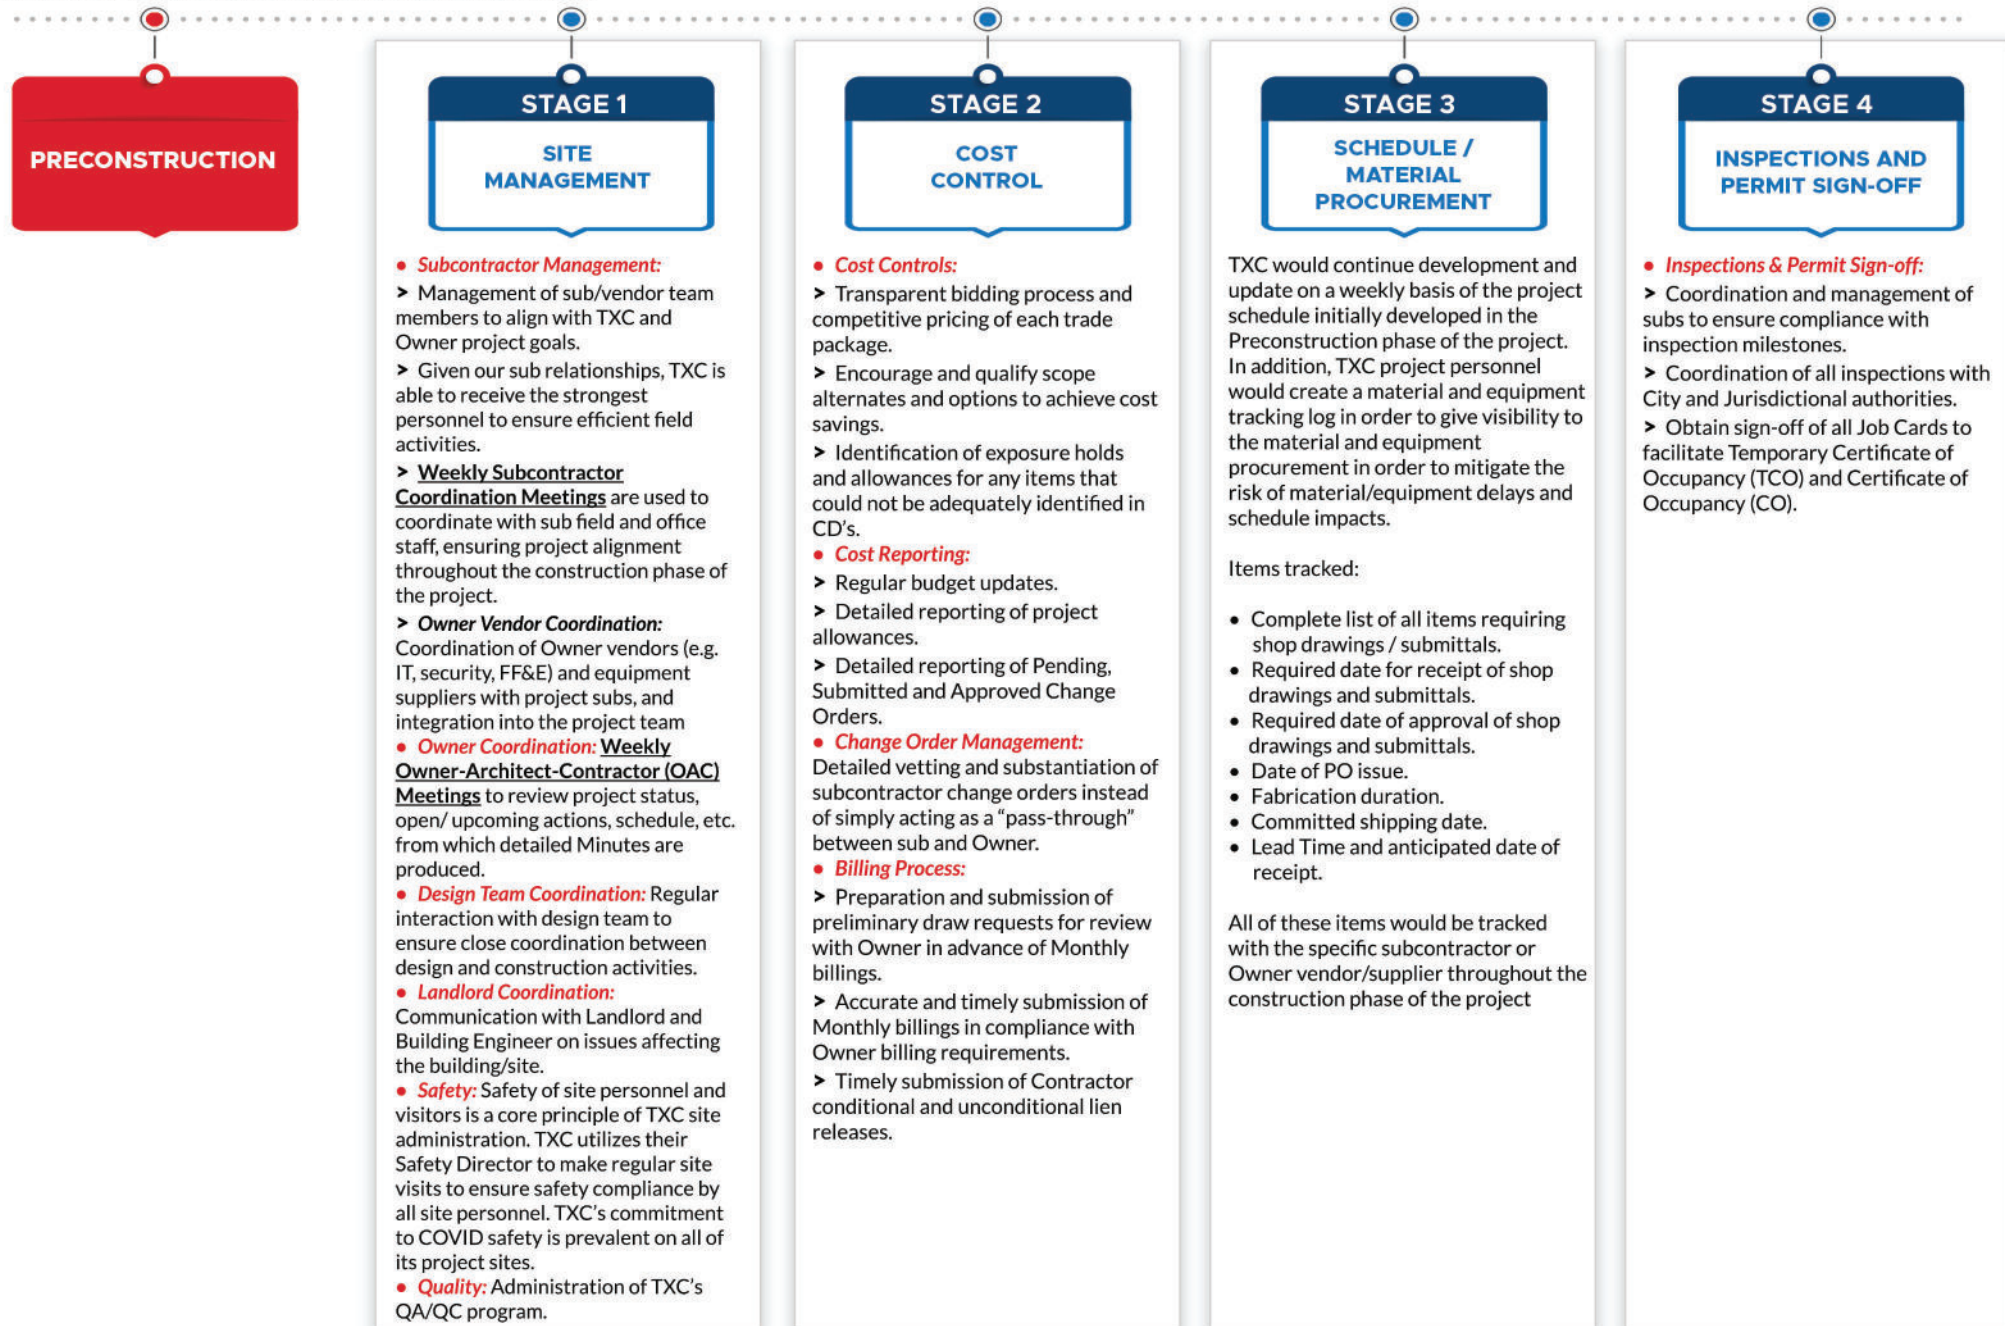 PRECONSTRUCTION
STAGE 1
SITE
MANAGEMENT
• Subcontractor Management:
> Management of sub/vendor team
members to align with TXC and
Owner project goals.
> Given our sub relationships, TXC is
able to receive the strongest
personnel to ensure efficient field
activities.
> Weekly Subcontractor
Coordination Meetings are used to
coordinate with sub field and office
staff, ensuring project alignment
throughout the construction phase of
the project.
> Owner Vendor Coordination:
Coordination of Owner vendors (e.g.
IT, security, FF&E) and equipment
suppliers with project subs, and
integration into the project team
• Owner Coordination: Weekly
Owner-Architect-Contractor (OAC)
Meetings to review project status,
open/ upcoming actions, schedule, etc.
from which detailed Minutes are
produced.
• Design Team Coordination: Regular
interaction with design team to
ensure close coordination between
design and construction activities.
• Landlord Coordination:
Communication with Landlord and
Building Engineer on issues affecting
the building/site.
• Safety: Safety of site personnel and
visitors is a core principle of TXC site
administration. TXC utilizes their
Safety Director to make regular site
visits to ensure safety compliance by
all site personnel. TXC's commitment
to COVID safety is prevalent on all of
its project sites.
• Quality: Administration of TXC's
QA/QC program.
STAGE 2
COST
CONTROL
• Cost Controls:
> Transparent bidding process and
competitive pricing of each trade
package.
> Encourage and qualify scope
alternates and options to achieve cost
savings.
> Identification of exposure holds
and allowances for any items that
could not be adequately identified in
CD's.
• Cost Reporting:
> Regular budget updates.
> Detailed reporting of project
allowances.
> Detailed reporting of Pending,
Submitted and Approved Change
Orders.
• Change Order Management:
Detailed vetting and substantiation of
subcontractor change orders instead
of simply acting as a "pass-through"
between sub and Owner.
• Billing Process:
> Preparation and submission of
preliminary draw requests for review
with Owner in advance of Monthly
billings.
> Accurate and timely submission of
Monthly billings in compliance with
Owner billing requirements.
> Timely submission of Contractor
conditional and unconditional lien
releases.
STAGE 3
SCHEDULE /
MATERIAL
PROCUREMENT
TXC would continue development and
update on a weekly basis of the project
schedule initially developed in the
Preconstruction phase of the project.
In addition, TXC project personnel
would create a material and equipment
tracking log in order to give visibility to
the material and equipment
procurement in order to mitigate the
risk of material/equipment delays and
schedule impacts.
Items tracked:
• Complete list of all items requiring
shop drawings / submittals.
• Required date for receipt of shop
drawings and submittals.
• Required date of approval of shop
drawings and submittals.
• Date of PO issue.
• Fabrication duration.
• Committed shipping date.
• Lead Time and anticipated date of
receipt.
All of these items would be tracked
with the specific subcontractor or
Owner vendor/supplier throughout the
construction phase of the project
STAGE 4
INSPECTIONS AND
PERMIT SIGN-OFF
• Inspections & Permit Sign-off:
> Coordination and management of
subs to ensure compliance with
inspection milestones.
> Coordination of all inspections with
City and Jurisdictional authorities.
> Obtain sign-off of all Job Cards to
facilitate Temporary Certificate of
Occupancy (TCO) and Certificate of
Occupancy (CO).